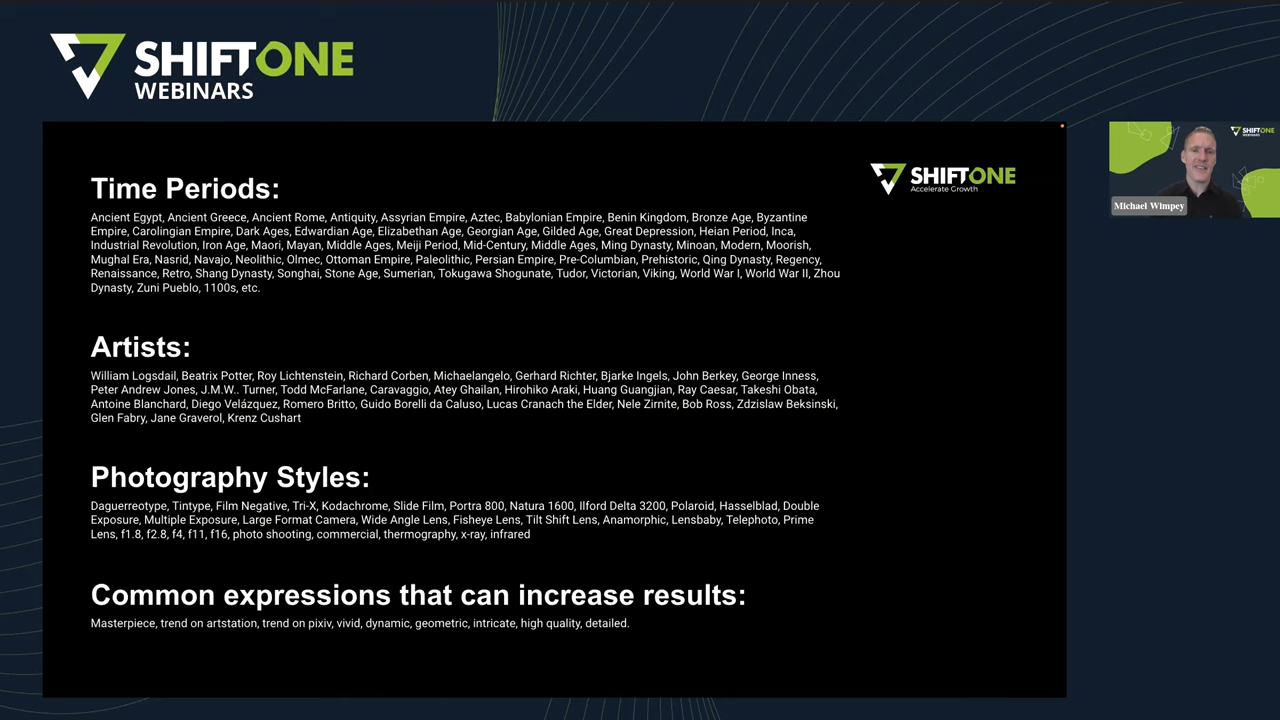 SHIFTONE
WEBINARS
SHIFTONE
Accelerate Growth
SHIFTONE
WEBINARS
Michael Wimpey
Time Periods:
Ancient Egypt, Ancient Greece, Ancient Rome, Antiquity, Assyrian Empire, Aztec, Babylonian Empire, Benin Kingdom, Bronze Age, Byzantine
Empire, Carolingian Empire, Dark Ages, Edwardian Age, Elizabethan Age, Georgian Age, Gilded Age, Great Depression, Heian Period, Inca,
Industrial Revolution, Iron Age, Maori, Mayan, Middle Ages, Meiji Period, Mid-Century, Middle Ages, Ming Dynasty, Minoan, Modern, Moorish,
Mughal Era, Nasrid, Navajo, Neolithic, Olmec, Ottoman Empire, Paleolithic, Persian Empire, Pre-Columbian, Prehistoric, Qing Dynasty, Regency,
Renaissance, Retro, Shang Dynasty, Songhai, Stone Age, Sumerian, Tokugawa Shogunate, Tudor, Victorian, Viking, World War I, World War II, Zhou
Dynasty, Zuni Pueblo, 1100s, etc.
Artists:
William Logsdail, Beatrix Potter, Roy Lichtenstein, Richard Corben, Michaelangelo, Gerhard Richter, Bjarke Ingels, John Berkey, George Inness,
Peter Andrew Jones, J.M.W.. Turner, Todd McFarlane, Caravaggio, Atey Ghailan, Hirohiko Araki, Huang Guangjian, Ray Caesar, Takeshi Obata,
Antoine Blanchard, Diego Velázquez, Romero Britto, Guido Borelli da Caluso, Lucas Cranach the Elder, Nele Zirnite, Bob Ross, Zdzislaw Beksinski,
Glen Fabry, Jane Graverol, Krenz Cushart
Photography Styles:
Daguerreotype, Tintype, Film Negative, Tri-X, Kodachrome, Slide Film, Portra 800, Natura 1600, Ilford Delta 3200, Polaroid, Hasselblad, Double
Exposure, Multiple Exposure, Large Format Camera, Wide Angle Lens, Fisheye Lens, Tilt Shift Lens, Anamorphic, Lensbaby, Telephoto, Prime
Lens, f1.8, f2.8, f4, f11, f16, photo shooting, commercial, thermography, x-ray, infrared
Common expressions that can increase results:
Masterpiece, trend on artstation, trend on pixiv, vivid, dynamic, geometric, intricate, high quality, detailed.